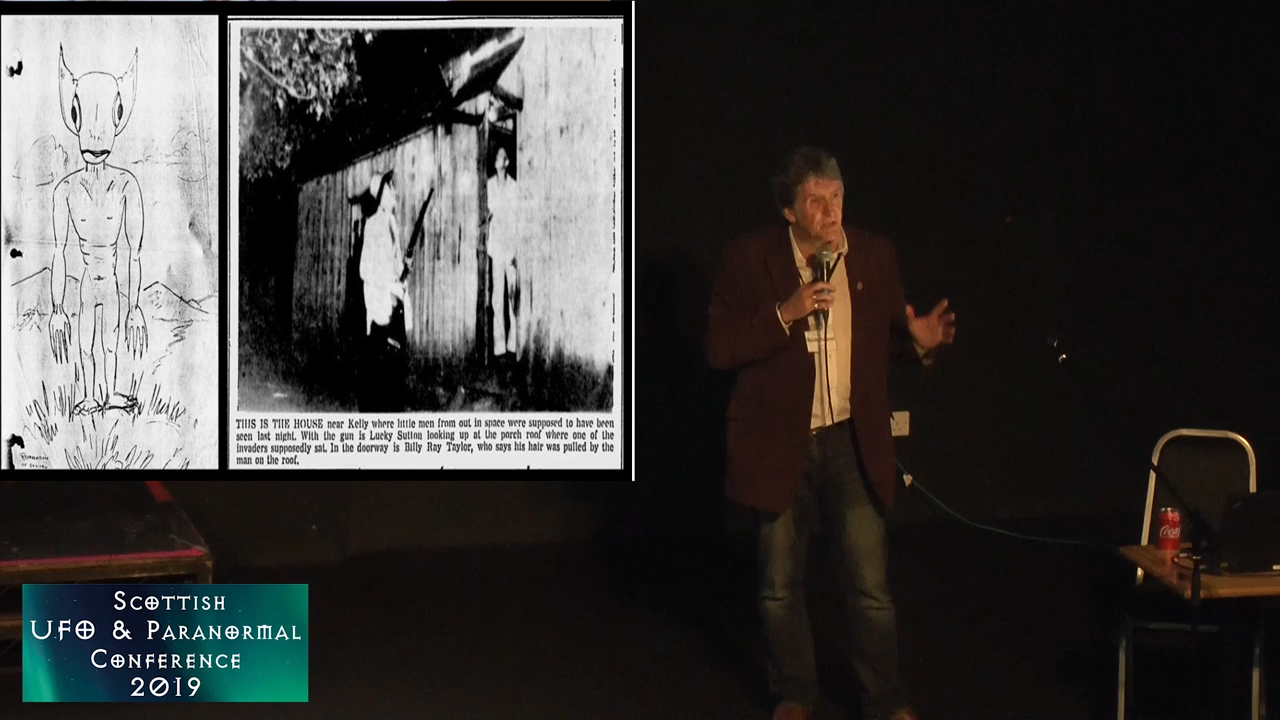 THIS IS THE HOUSE near Kelly where little men from out in space were supposed to have been
seen last night. With the gun is Lucky Sutton looking up at the porch roof where one of the
invaders supposedly sat. In the doorway is Billy Ray Taylor, who says his hair was pulled by the
man on the roof.
SCOTTISH
UFO & PARANORMAL
CONFERENCE
2019